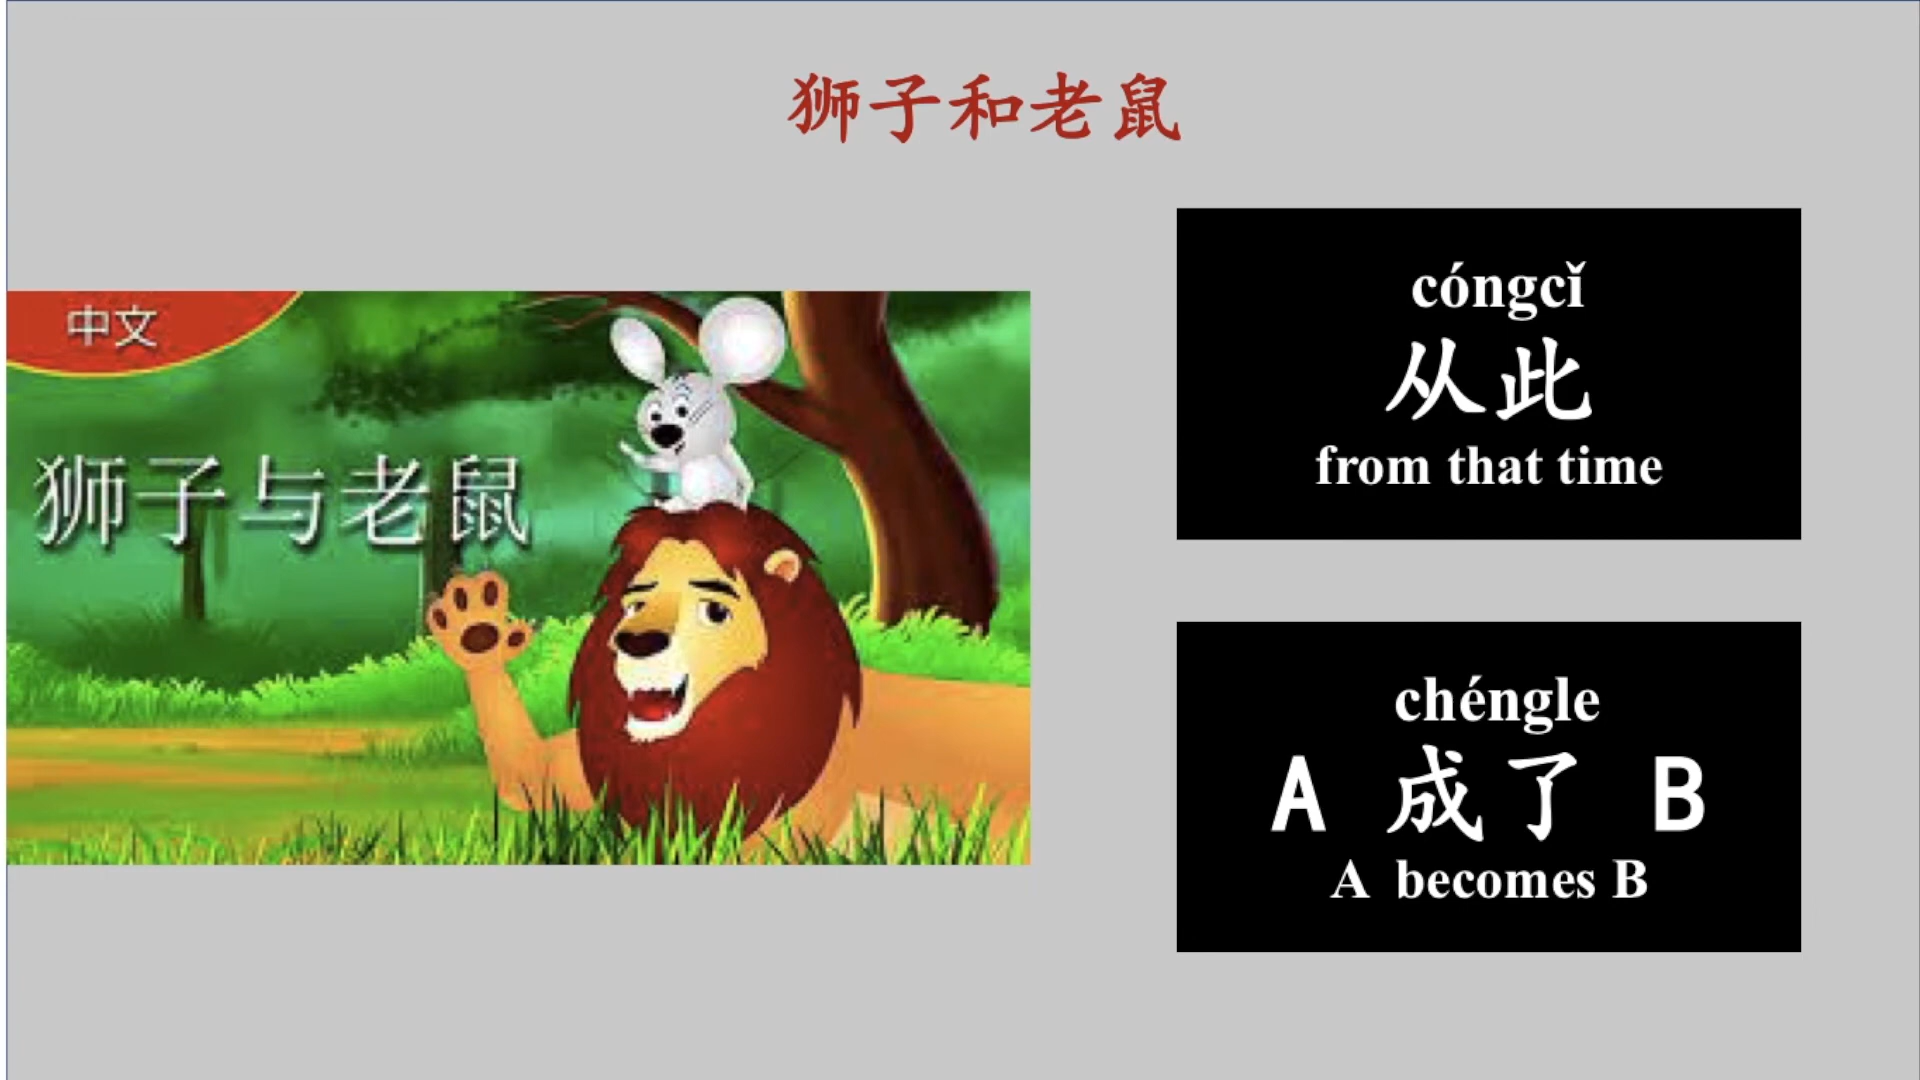 狮子和老鼠
中文
狮子与老鼠
cóngcǐ
从此
from that time
chéngle
A 成了 B
A becomes B